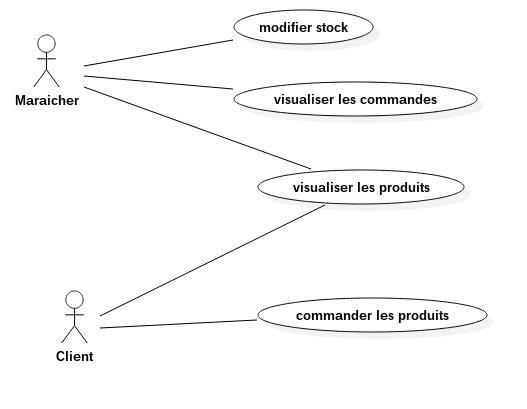 modifier stock
Maraicher
visualiser les commandes
visualiser les produits
commander les produits
Client